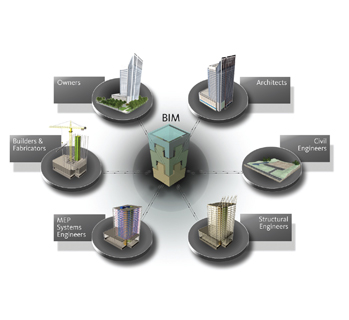 Owners
Architects
BIM
Builders &
Fabricators
Civil
Engineers
MEP
Systems
Engineers
Structural
Engineers